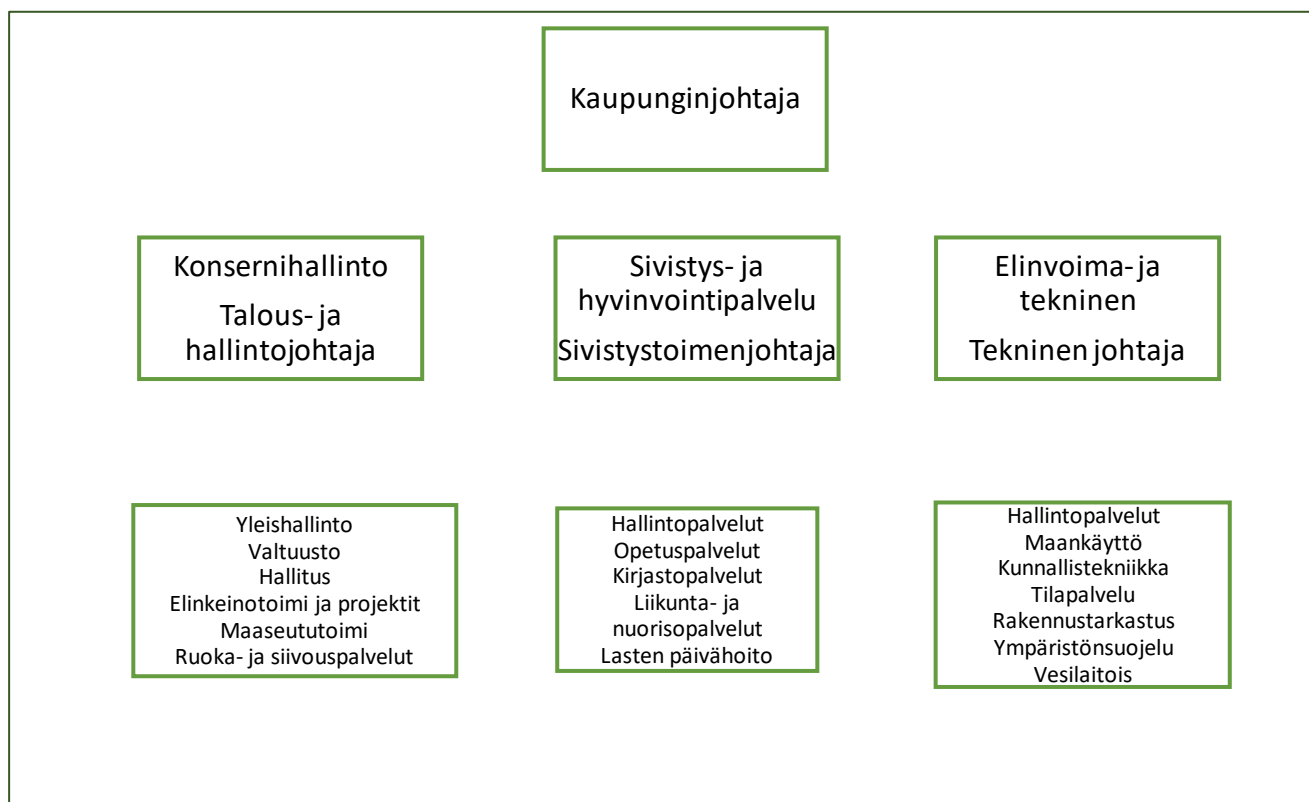 Kaupunginjohtaja
Konsernihallinto
Talous- ja
hallintojohtaja
Sivistys- ja
hyvinvointipalvelu
Sivistystoimenjohtaja
Elinvoima- ja
tekninen
Tekninen johtaja
Yleishallinto
Valtuusto
Hallitus
Elinkeinotoimi ja projektit
Maaseututoimi
Ruoka- ja siivouspalvelut
Hallintopalvelut
Opetuspalvelut
Kirjastopalvelut
Liikunta- ja
nuorisopalvelut
Lasten päivähoito
Hallintopalvelut
Maankäyttö
Kunnallistekniikka
Tilapalvelu
Rakennustarkastus
Ympäristönsuojelu
Vesilaitois